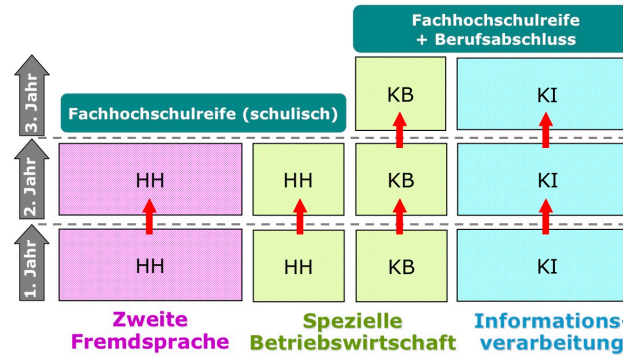 Fachhochschulreife
+ Berufsabschluss
3. Jahr
KB
KI
Fachhochschulreife (schulisch)
2. Jahr
HH
HH
KB
KI
1. Jahr
HH
HH
KB
KI
Zweite
Fremdsprache
Spezielle
Betriebswirtschaft
Informations-
verarbeitung